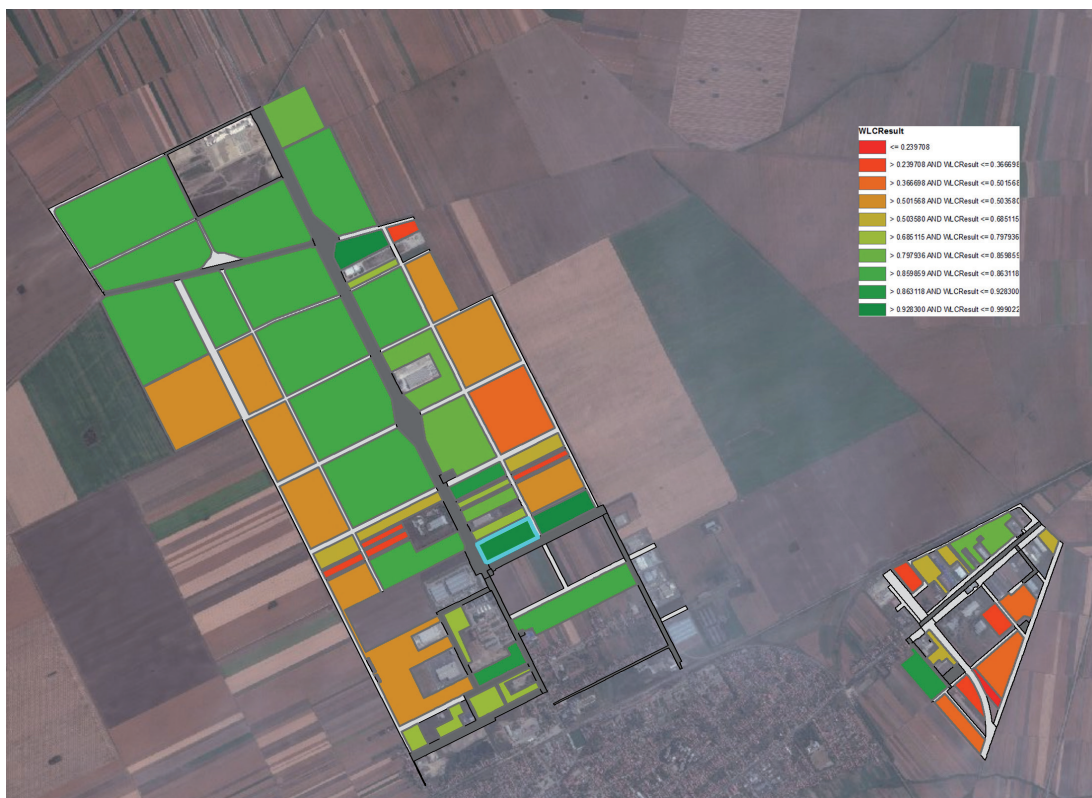 WLCResult
<= 0.239708
> 0.239708 AND WLCResult <= 0.366698
> 0.366698 AND WLCResult <= 0.501568
> 0.501568 AND WLCResult <= 0.503580
> 0.503580 AND WLCResult <= 0.685115
> 0.685115 AND WLCResult <= 0.797936
> 0.797936 AND WLCResult <= 0.859859
> 0.859859 AND WLCResult <= 0.863118
> 0.863118 AND WLCResult <= 0.928300
> 0.928300 AND WLCResult <= 0.999022